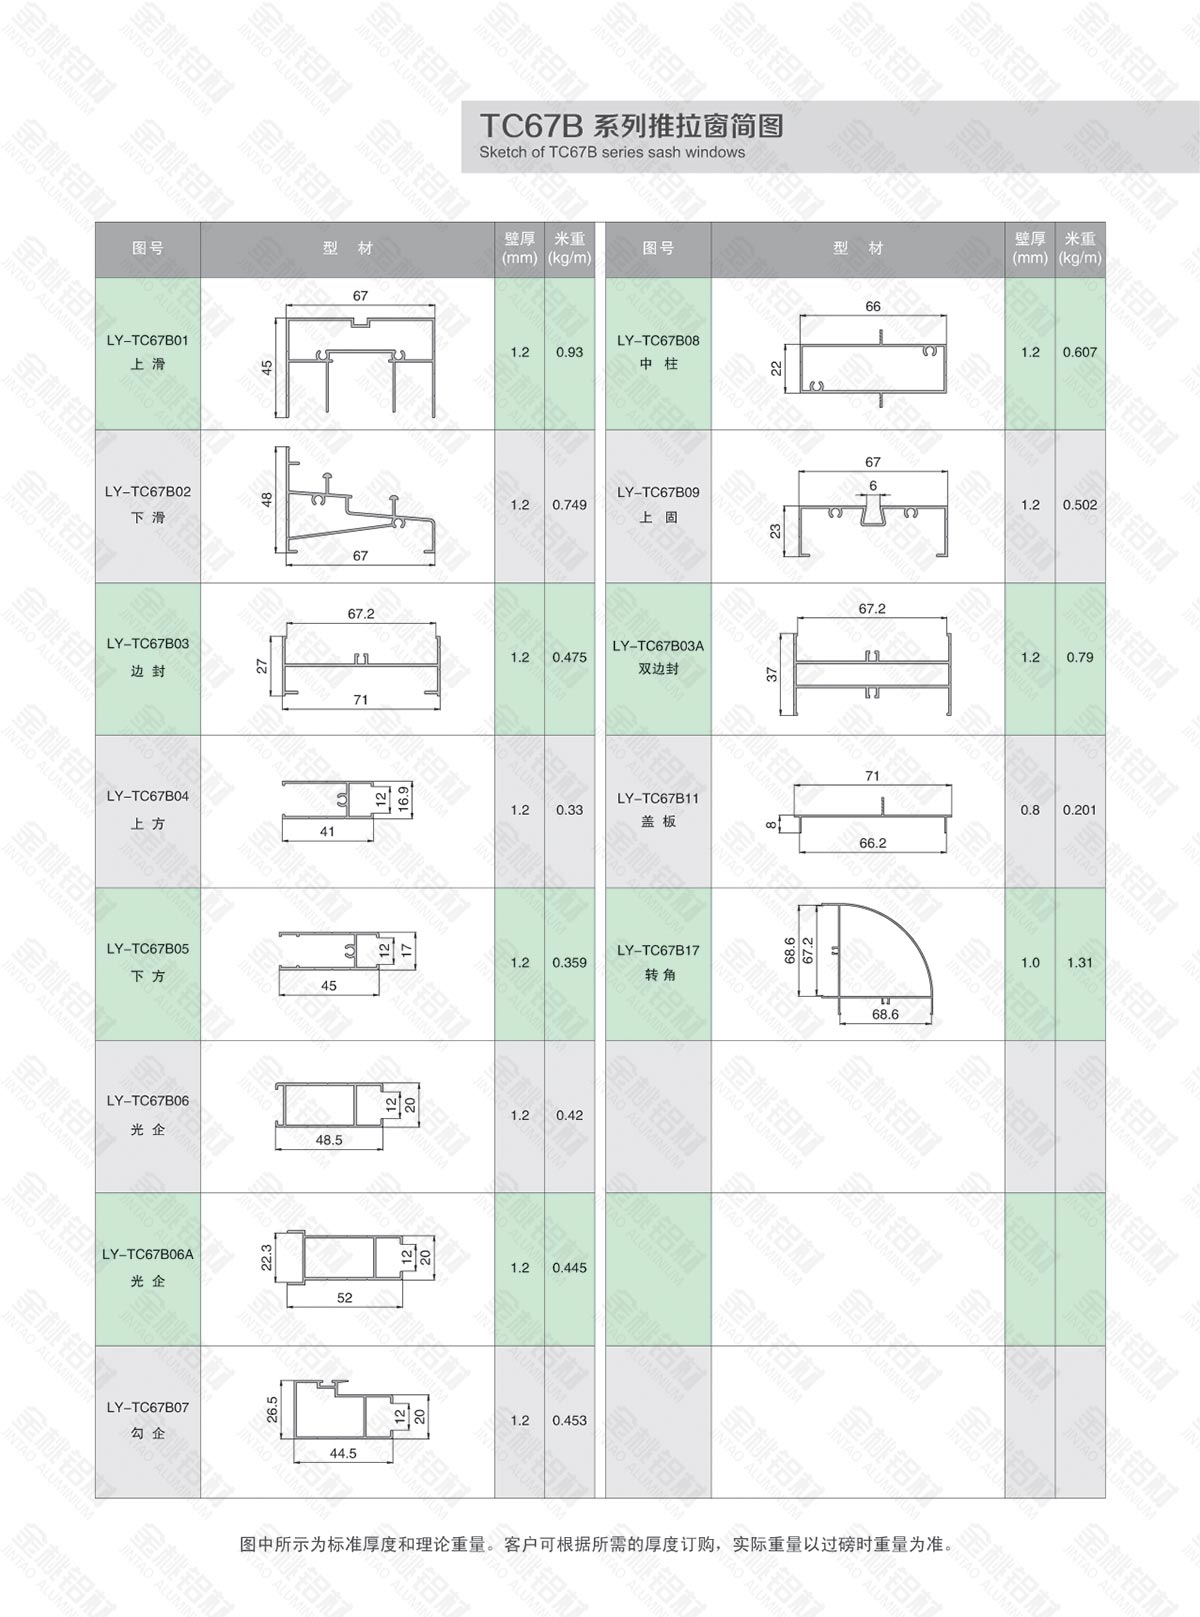 TC67B 系列推拉窗简图
Sketch of TC67B series sash windows
图号 型 材 壁厚 (mm) 米重 (kg/m) 图号 型 材 壁厚 (mm) 米重 (kg/m)
LY-TC67B01
上 滑
67
45
1.2 0.93
LY-TC67B08
中 柱
66
22
1.2 0.607
LY-TC67B02
下 滑
48
67
1.2 0.749
LY-TC67B09
上 固
67
6
23
1.2 0.502
LY-TC67B03
边 封
67.2
27
71
1.2 0.475
LY-TC67B03A
双边封
67.2
37
1.2 0.79
LY-TC67B04
上 方
12
16.9
41
1.2 0.33
LY-TC67B11
盖 板
71
8
66.2
0.8 0.201
LY-TC67B05
下 方
12
17
45
1.2 0.359
LY-TC67B17
转 角
68.6
67.2
68.6
1.0 1.31
LY-TC67B06
光 企
12
20
48.5
1.2 0.42
LY-TC67B06A
光 企
22.3
12
20
52
1.2 0.445
LY-TC67B07
勾 企
26.5
12
20
44.5
1.2 0.453
图中所示为标准厚度和理论重量。客户可根据所需的厚度订购，实际重量以过磅时重量为准。
金桃铝材
JINTAO ALUMINIUM